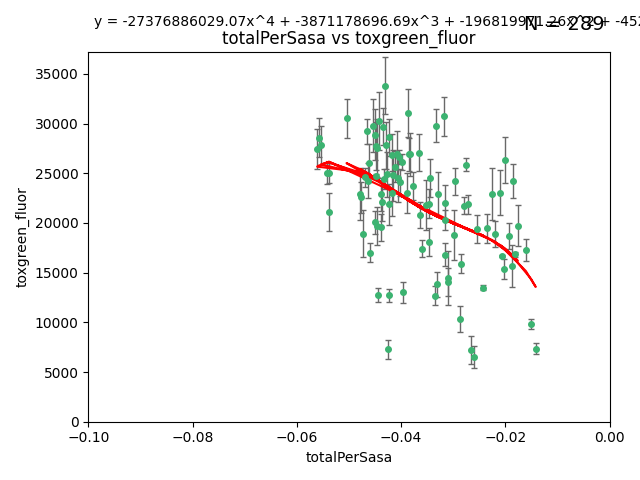 y = -27376886029.07x^4 + -3871178696.69x^3 + + -452
N = 289
totalPerSasa vs toxgreen_fluor
35000
30000
25000
20000
15000
10000
5000
0
toxgreen_fluor
−0.10 −0.08 −0.06 −0.04 −0.02 0.00
totalPerSasa